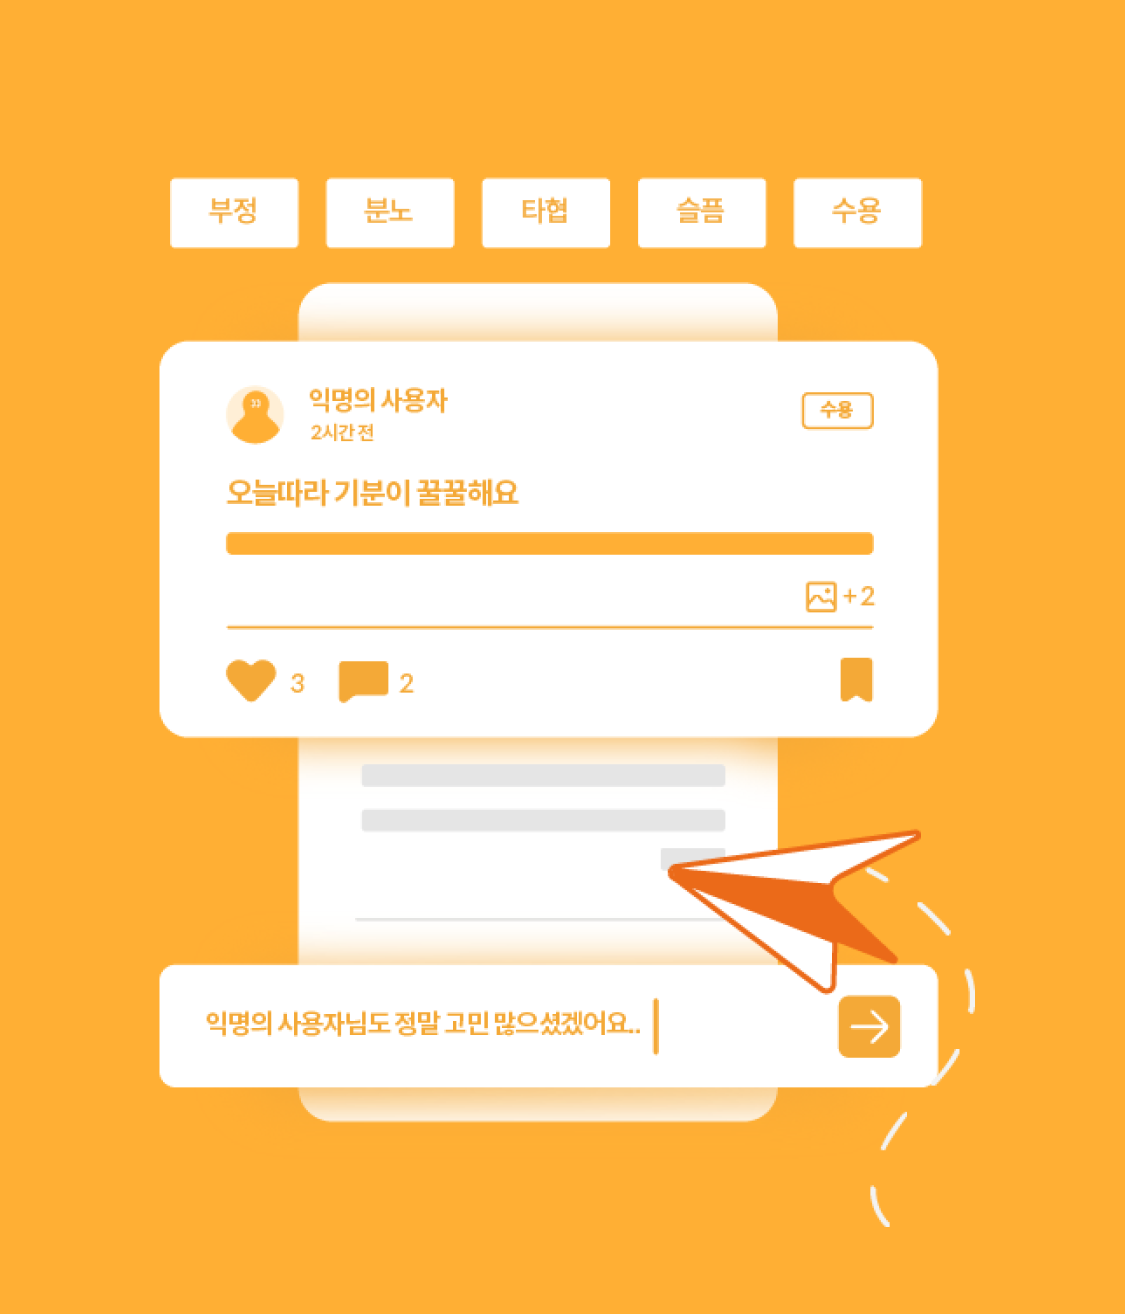 부정 분노 타협 슬픔 수용
익명의 사용자 수용
2시간 전
오늘따라 기분이 꿀꿀해요
+2
3 2
익명의 사용자님도 정말 고민 많으셨겠어요..